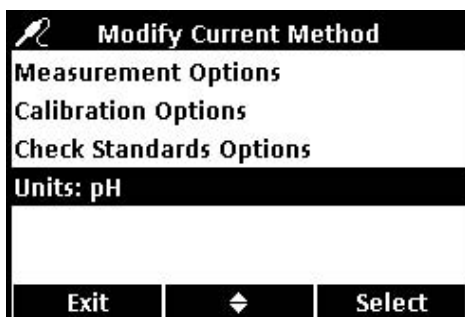 Modify Current Method
Measurement Options
Calibration Options
Check Standards Options
Units: pH
Exit
Select